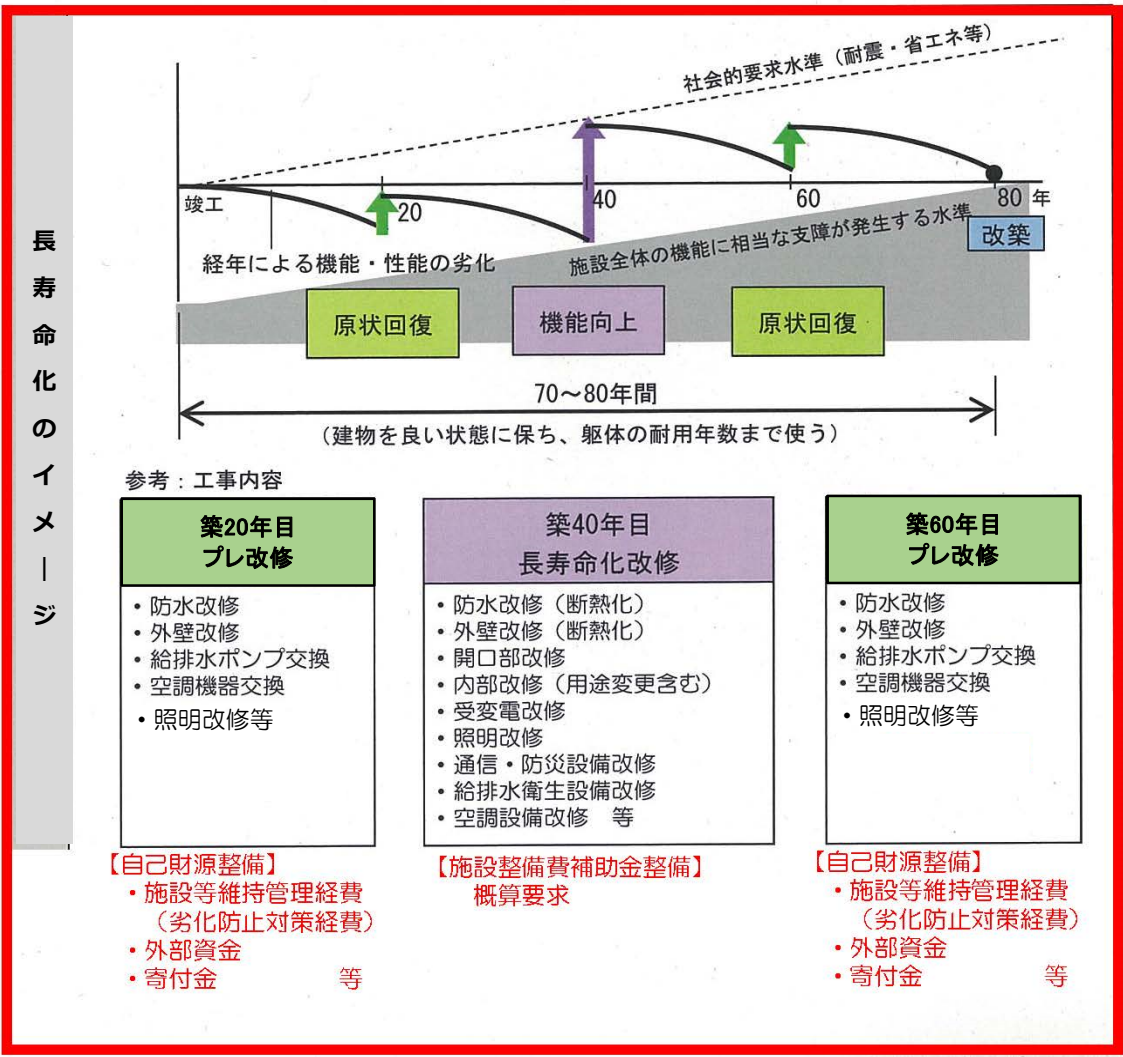 長寿命化のイメージ
社会的要求水準（耐震・省エネ等）
竣工
20
40
60
80 年
改築
経年による機能・性能の劣化
施設全体の機能に相当な支障が発生する水準
原状回復
機能向上
原状回復
70～80年間
（建物を良い状態に保ち、躯体の耐用年数まで使う）
参考：工事内容
築20年目
プレ改修
・防水改修
・外壁改修
・給排水ポンプ交換
・空調機器交換
・照明改修等
【自己財源整備】
・施設等維持管理経費
（劣化防止対策経費）
・外部資金
・寄付金 等
築40年目
長寿命化改修
・防水改修（断熱化）
・外壁改修（断熱化）
・開口部改修
・内部改修（用途変更含む）
・受変電改修
・照明改修
・通信・防災設備改修
・給排水衛生設備改修
・空調設備改修 等
【施設整備費補助金整備】
概算要求
築60年目
プレ改修
・防水改修
・外壁改修
・給排水ポンプ交換
・空調機器交換
・照明改修等
【自己財源整備】
・施設等維持管理経費
（劣化防止対策経費）
・外部資金
・寄付金 等